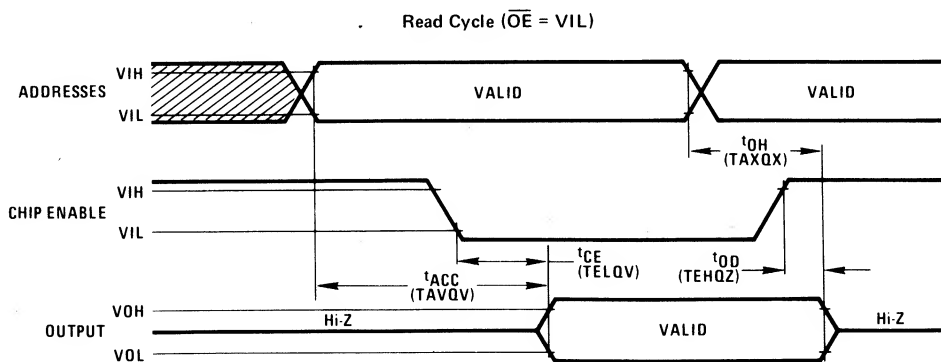 Read Cycle (OE = VIL)
ADDRESSES
VIH
VIL
VALID
VALID
tOH
(TAXQX)
CHIP ENABLE
VIH
VIL
tCE
(TELQV)
tOD
(TEHQZ)
tACC
(TAVQV)
OUTPUT
VOH
VOL
Hi-Z
VALID
Hi-Z